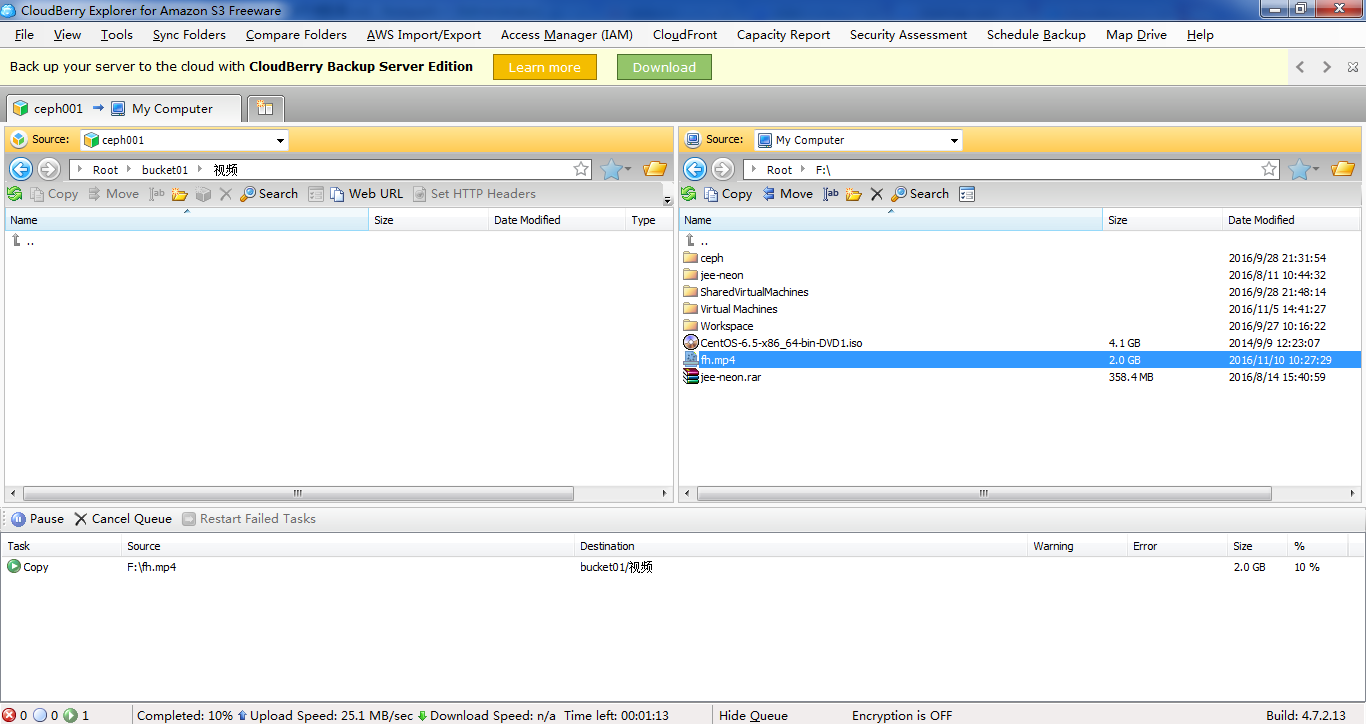 CloudBerry Explorer for Amazon S3 Freeware
File View Tools Sync Folders Compare Folders AWS Import/Export Access Manager (IAM) CloudFront Capacity Report Security Assessment Schedule Backup Map Drive Help
Back up your server to the cloud with CloudBerry Backup Server Edition Learn more Download
ceph001 My Computer
Source: ceph001
Root bucket01 视频
Copy Move Search Web URL Set HTTP Headers
Name Size Date Modified Type
..
Source: My Computer
Root F:\
Copy Move Search
Name Size Date Modified
..
ceph 2016/9/28 21:31:54
jee-neon 2016/8/11 10:44:32
SharedVirtualMachines 2016/9/28 21:48:14
Virtual Machines 2016/11/5 14:41:27
Workspace 2016/9/27 10:16:22
CentOS-6.5-x86_64-bin-DVD1.iso 4.1 GB 2014/9/9 12:23:07
fh.mp4 2.0 GB 2016/11/10 10:27:29
jee-neon.rar 358.4 MB 2016/8/14 15:40:59
Pause Cancel Queue Restart Failed Tasks
Task Source Destination Warning Error Size %
Copy F:\fh.mp4 bucket01/视频 2.0 GB 10 %
0 0 1 Completed: 10% Upload Speed: 25.1 MB/sec Download Speed: n/a Time left: 00:01:13 Hide Queue Encryption is OFF Build: 4.7.2.13